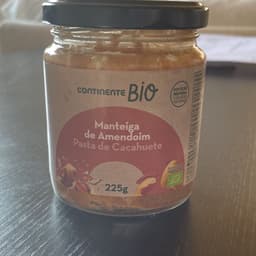 CONTINENTE BIO
Manteiga
de Amendoim
Pasta de Cacahuete
225g